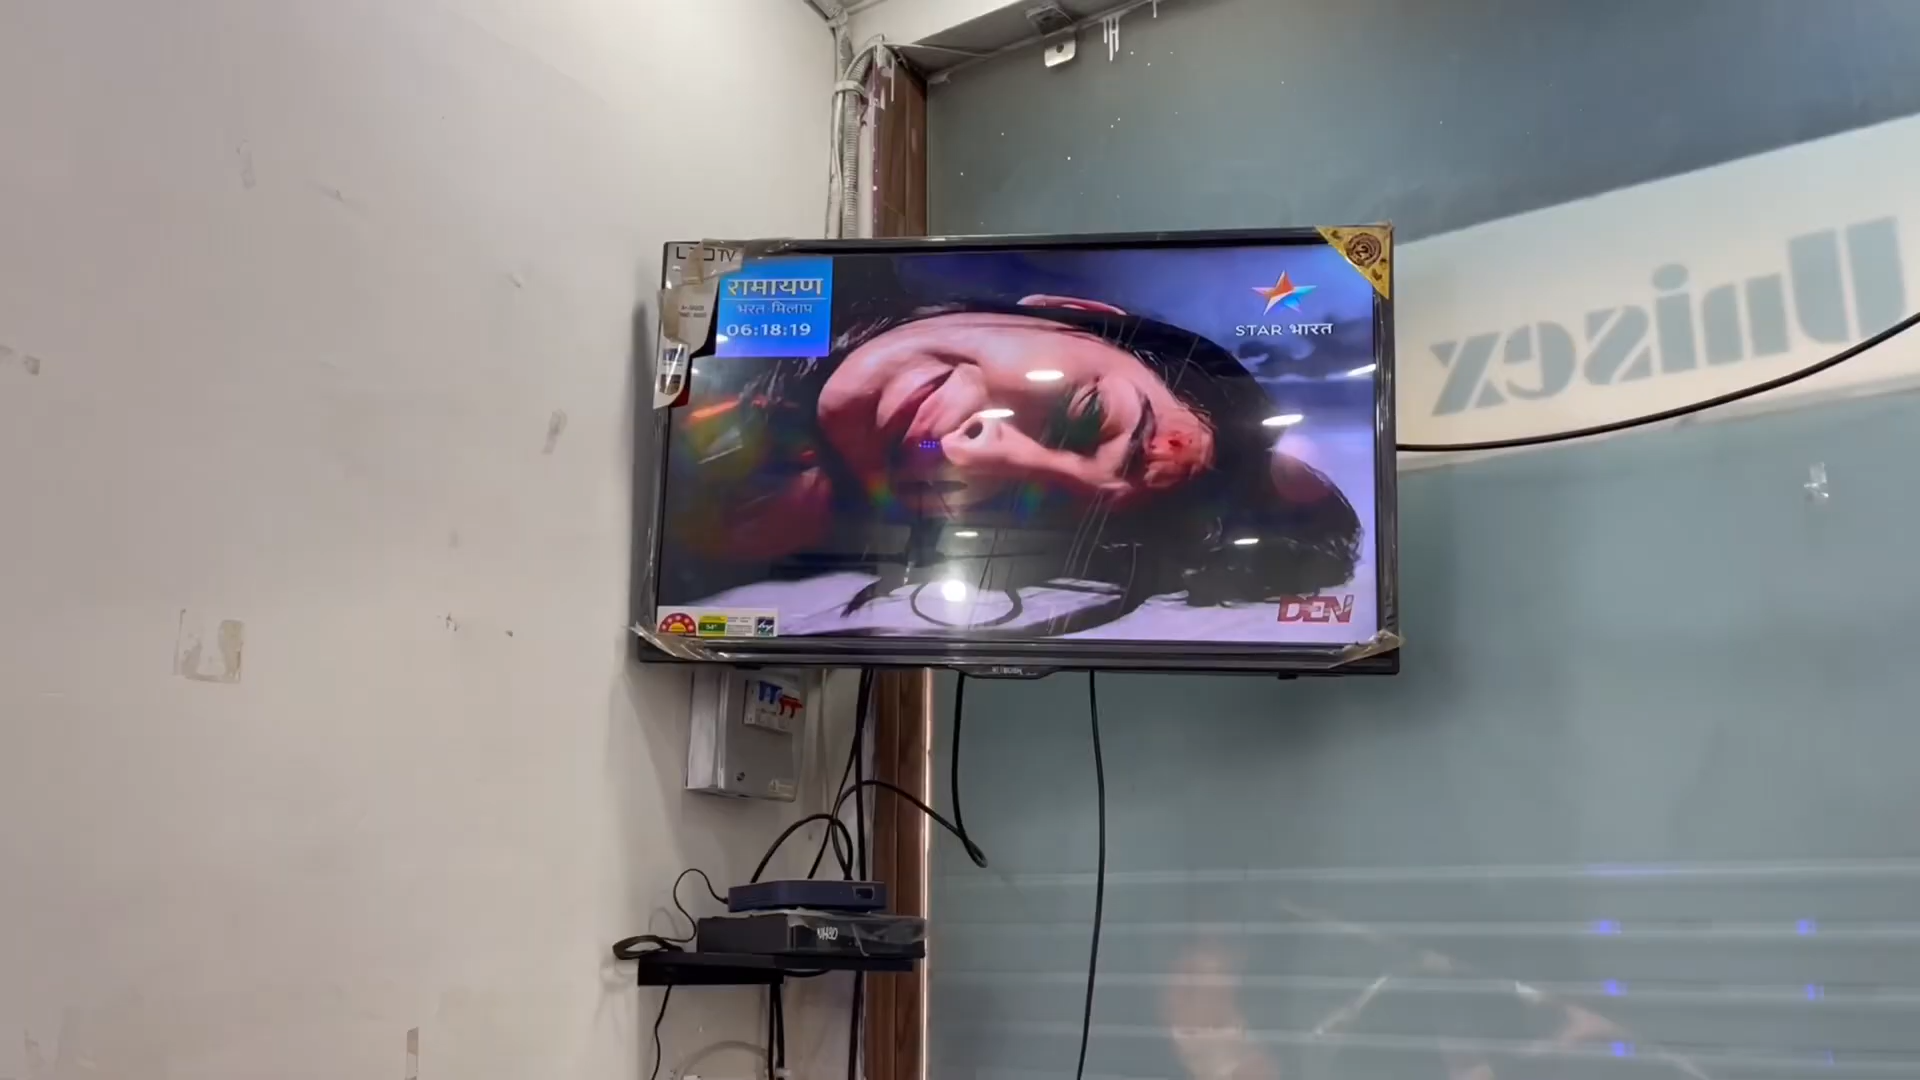 LED TV
रामायण
भरत मिलाप
06:18:19
STAR भारत
Unisex
DEN